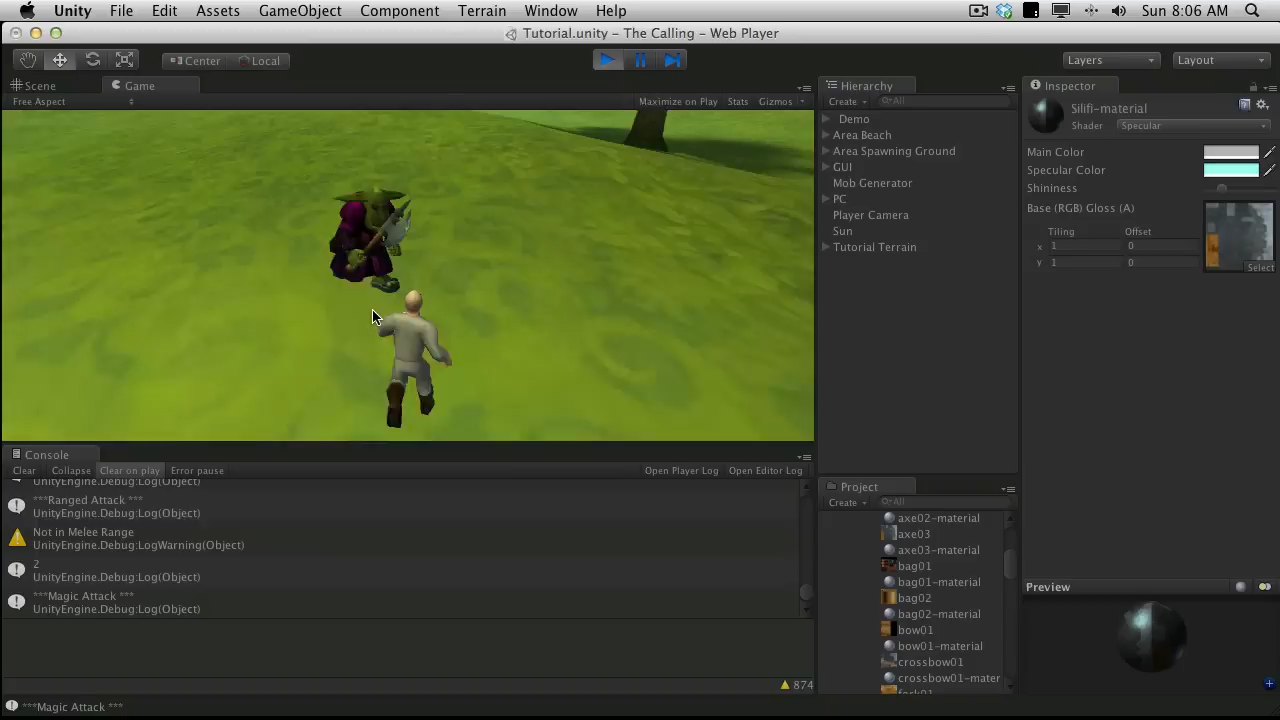 Unity File Edit Assets GameObject Component Terrain Window Help Sun 8:06 AM
Tutorial.unity - The Calling - Web Player
Center Local Layers Layout
Scene Game
Free Aspect Maximize on Play Stats Gizmos
Console
Clear Collapse Clear on play Error pause Open Player Log Open Editor Log
UnityEngine.Debug:Log(Object)
***Ranged Attack ***
UnityEngine.Debug:Log(Object)
Not in Melee Range
UnityEngine.Debug:LogWarning(Object)
2
UnityEngine.Debug:Log(Object)
***Magic Attack ***
UnityEngine.Debug:Log(Object)
874
***Magic Attack ***
Hierarchy
Create All
Demo
Area Beach
Area Spawning Ground
GUI
Mob Generator
PC
Player Camera
Sun
Tutorial Terrain
Project
Create All
axe02-material
axe03
axe03-material
bag01
bag01-material
bag02
bag02-material
bow01
bow01-material
crossbow01
crossbow01-mater
fork01
Inspector
Silifi-material
Shader Specular
Main Color
Specular Color
Shininess
Base (RGB) Gloss (A)
Tiling Offset
x 1 0
y 1 0
Select
Preview